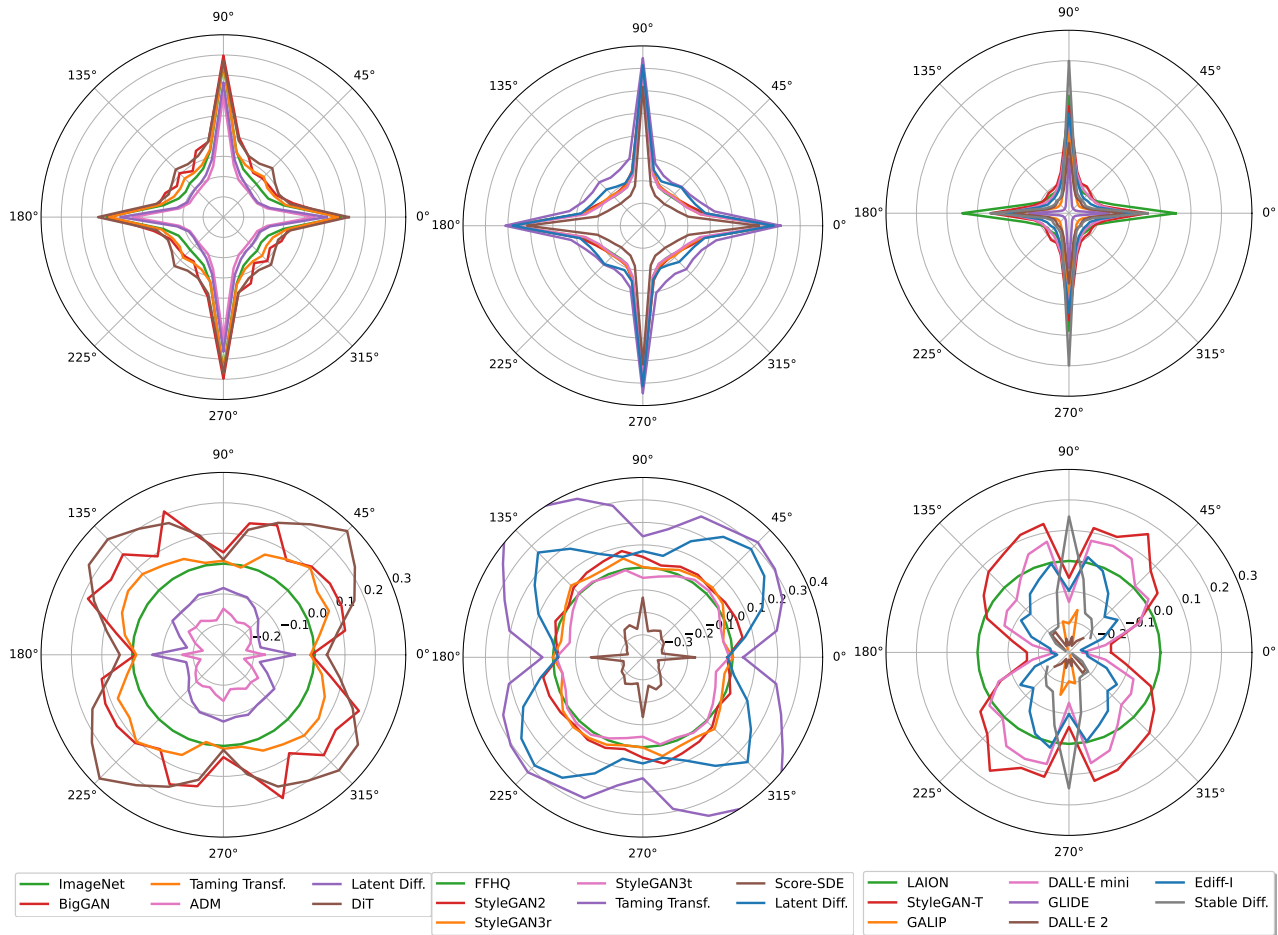 90° 90° 90°
135° 45° 135° 45° 135° 45°
180° 0° 180° 0° 180° 0°
225° 315° 225° 315° 225° 315°
270° 270° 270°
90° 90° 90°
135° 45° 135° 45° 135° 45°
0.3 0.4 0.3
0.2 0.3 0.2
0.1 0.2 0.1
0.0 0.1 0.0
−0.1 0.0 −0.1
−0.2 −0.1 −0.2
−0.2
−0.3
180° 0° 180° 0° 180° 0°
225° 315° 225° 315° 225° 315°
270° 270° 270°
ImageNet Taming Transf. Latent Diff.
BigGAN ADM DiT
FFHQ StyleGAN3t Score-SDE
StyleGAN2 Taming Transf. Latent Diff.
StyleGAN3r
LAION DALL·E mini Ediff-I
StyleGAN-T GLIDE Stable Diff.
GALIP DALL·E 2